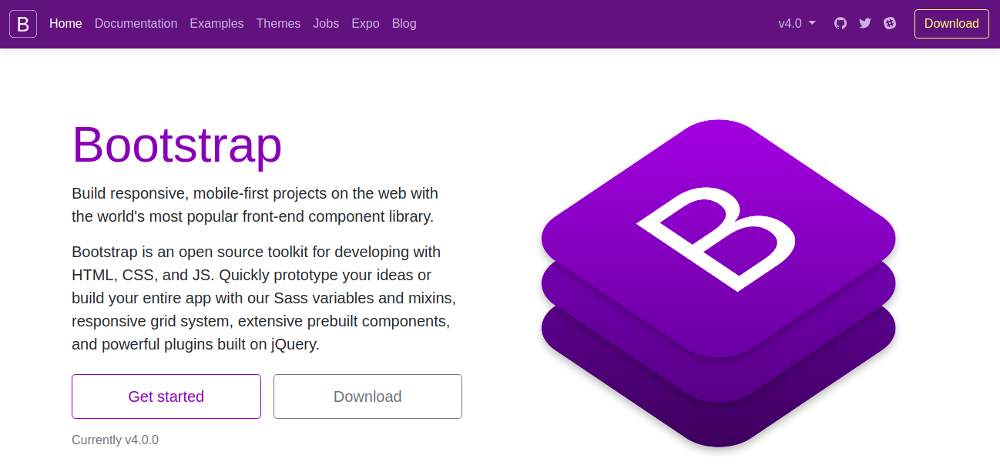 B Home Documentation Examples Themes Jobs Expo Blog v4.0 Download
Bootstrap
Build responsive, mobile-first projects on the web with
the world's most popular front-end component library.
Bootstrap is an open source toolkit for developing with
HTML, CSS, and JS. Quickly prototype your ideas or
build your entire app with our Sass variables and mixins,
responsive grid system, extensive prebuilt components,
and powerful plugins built on jQuery.
Get started Download
Currently v4.0.0
B